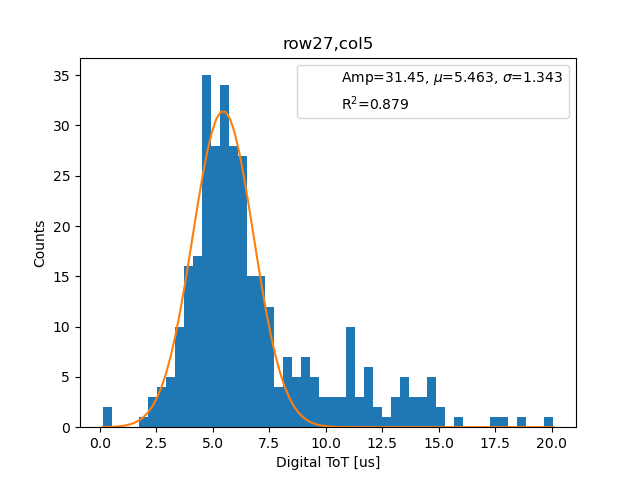 row27,col5
Amp=31.45, μ=5.463, σ=1.343
R²=0.879
35
30
25
20
15
10
5
0
Counts
0.0 2.5 5.0 7.5 10.0 12.5 15.0 17.5 20.0
Digital ToT [us]